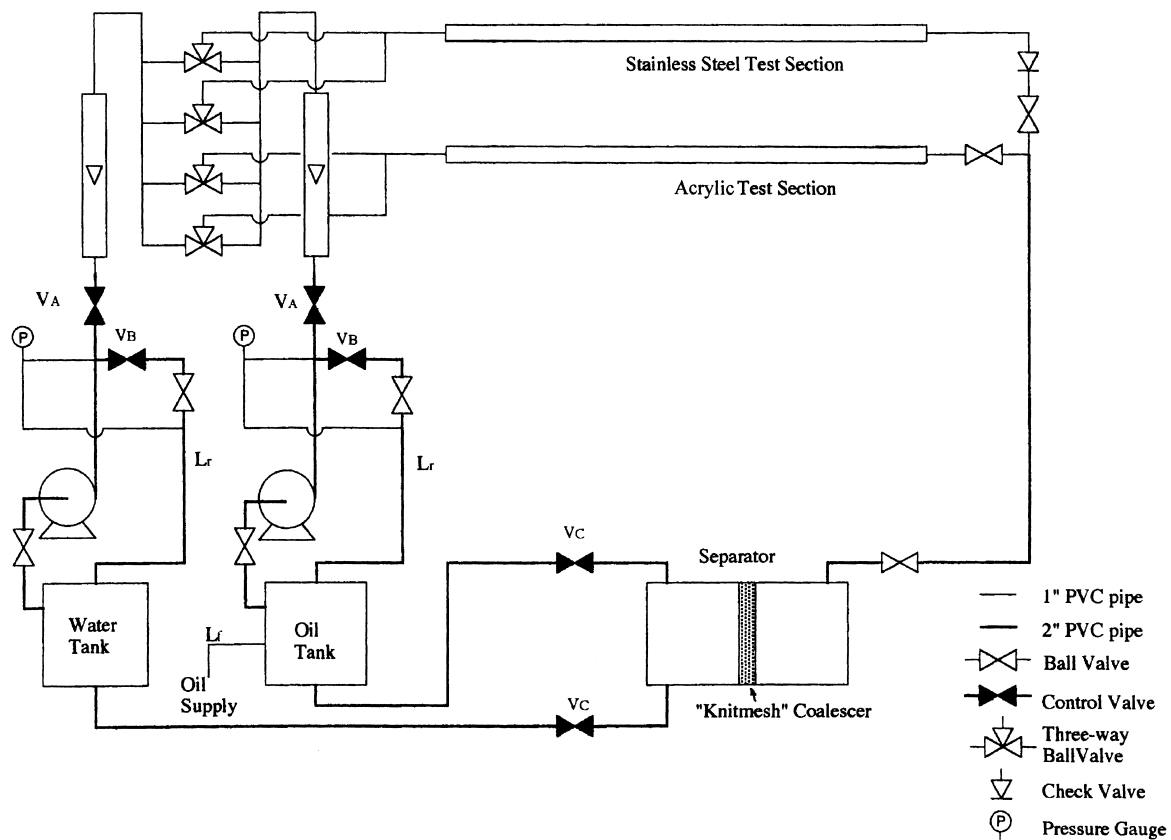 Stainless Steel Test Section
Acrylic Test Section
VA
VA
P
VB
P
VB
Lr
Lr
VC
Separator
Water
Tank
Oil
Tank
Lf
Oil
Supply
VC
"Knitmesh" Coalescer
1" PVC pipe
2" PVC pipe
Ball Valve
Control Valve
Three-way
BallValve
Check Valve
P
Pressure Gauge